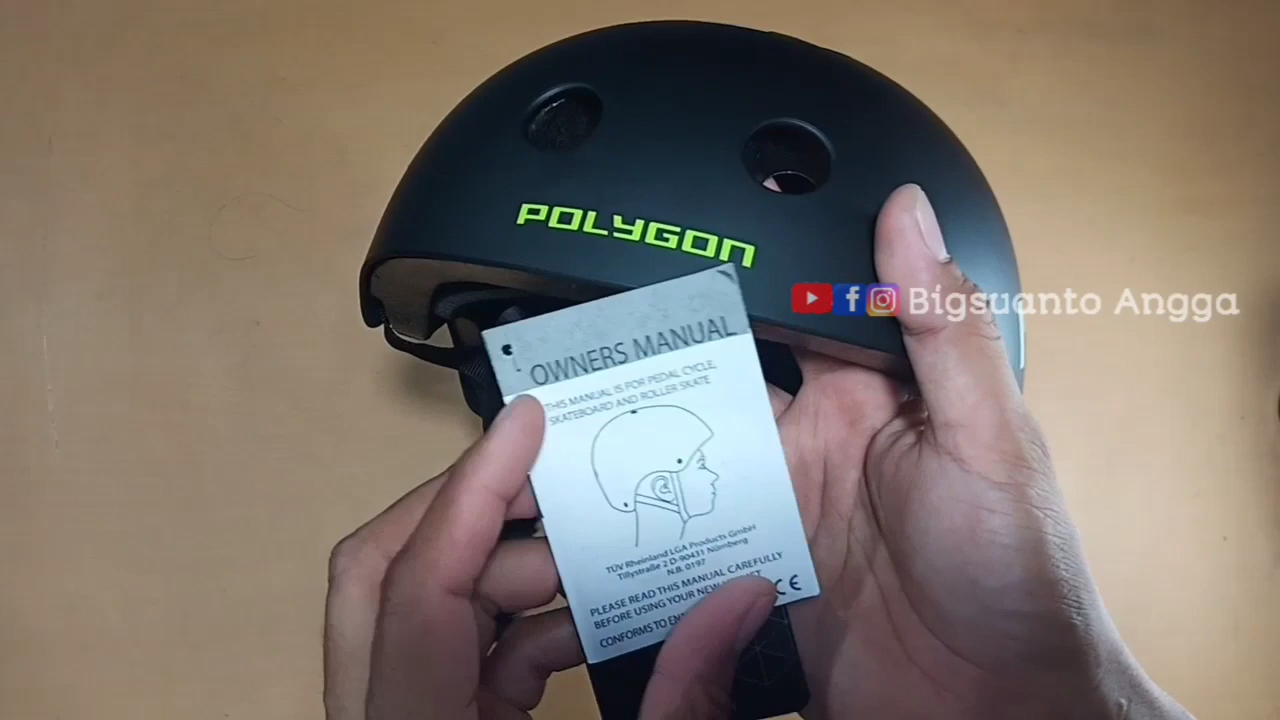 POLYGON
Bigsuanto Angga
OWNERS MANUAL
THIS MANUAL IS FOR PEDAL CYCLE,
SKATEBOARD AND ROLLER SKATE
TÜV Rheinland LGA Products GmbH
Tillystraße 2 D-90431 Nürnberg
N.B. 0197
PLEASE READ THIS MANUAL CAREFULLY
BEFORE USING YOUR NEW
CONFORMS TO
CE